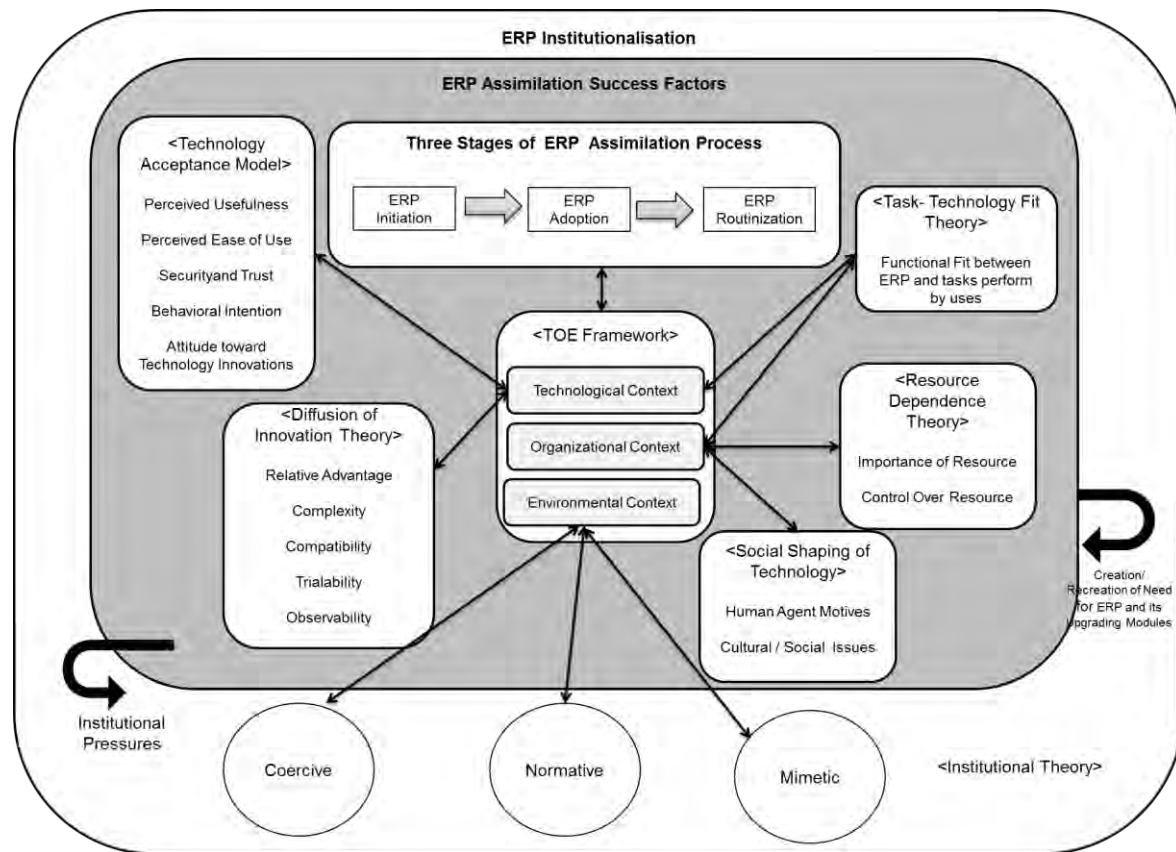 ERP Institutionalisation
ERP Assimilation Success Factors
<Technology
Acceptance Model>
Perceived Usefulness
Perceived Ease of Use
Securityand Trust
Behavioral Intention
Attitude toward
Technology Innovations
Three Stages of ERP Assimilation Process
ERP
Initiation
ERP
Adoption
ERP
Routinization
<Task- Technology Fit
Theory>
Functional Fit between
ERP and tasks perform
by uses
<TOE Framework>
Technological Context
Organizational Context
Environmental Context
<Diffusion of
Innovation Theory>
Relative Advantage
Complexity
Compatibility
Trialability
Observability
<Resource
Dependence
Theory>
Importance of Resource
Control Over Resource
<Social Shaping of
Technology>
Human Agent Motives
Cultural / Social Issues
Creation/
Recreation of Need
for ERP and its
Upgrading Modules
Institutional
Pressures
Coercive
Normative
Mimetic
<Institutional Theory>